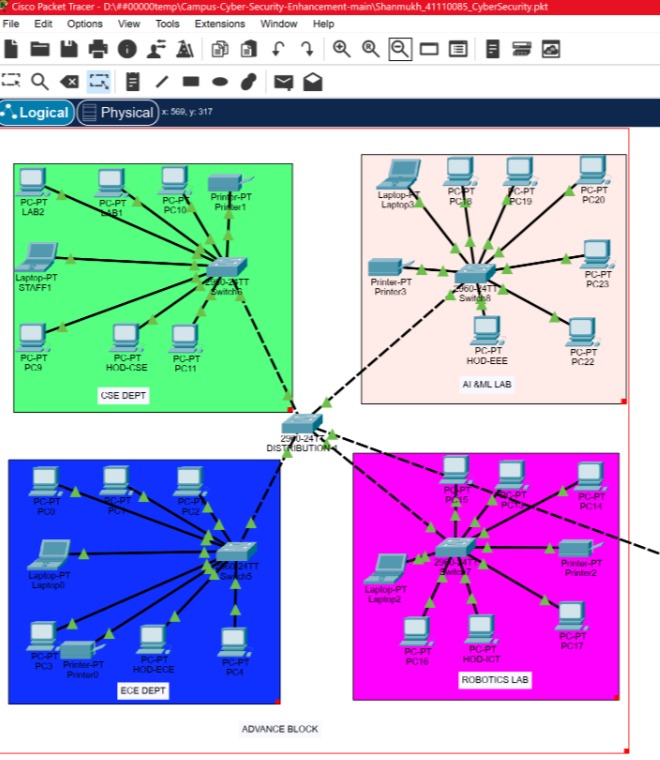 Cisco Packet Tracer - D:\##00000temp\Campus-Cyber-Security-Enhancement-main\Shanmukh_41110085_CyberSecurity.pkt
File Edit Options View Tools Extensions Window Help
Logical Physical x: 569, y: 317
PC-PT
LAB2
PC-PT
LAB1
PC-PT
PC10
Printer-PT
Printer1
Laptop-PT
STAFF1
2960-24TT
PC-PT
PC9
PC-PT
HOD-CSE
PC-PT
PC11
CSE DEPT
Laptop-PT
Laptop3
PC-PT
PC18
PC-PT
PC19
PC-PT
PC20
Printer-PT
Printer3
2960-24TT
Switch8
PC-PT
PC23
PC-PT
HOD-EEE
PC-PT
PC22
AI &ML LAB
2960-24TT
PC-PT
PC0
PC-PT
PC-PT
PC2
Laptop-PT
Laptop0
2960-24TT
Switch5
PC-PT
PC3
Printer-PT
Printer0
PC-PT
HOD-ECE
PC-PT
PC4
ECE DEPT
PC-PT
PC15
PC-PT
PC-PT
PC14
Laptop-PT
Laptop2
2960-24TT
Switch7
Printer-PT
Printer2
PC-PT
PC16
PC-PT
HOD-ICT
PC-PT
PC17
ROBOTICS LAB
ADVANCE BLOCK